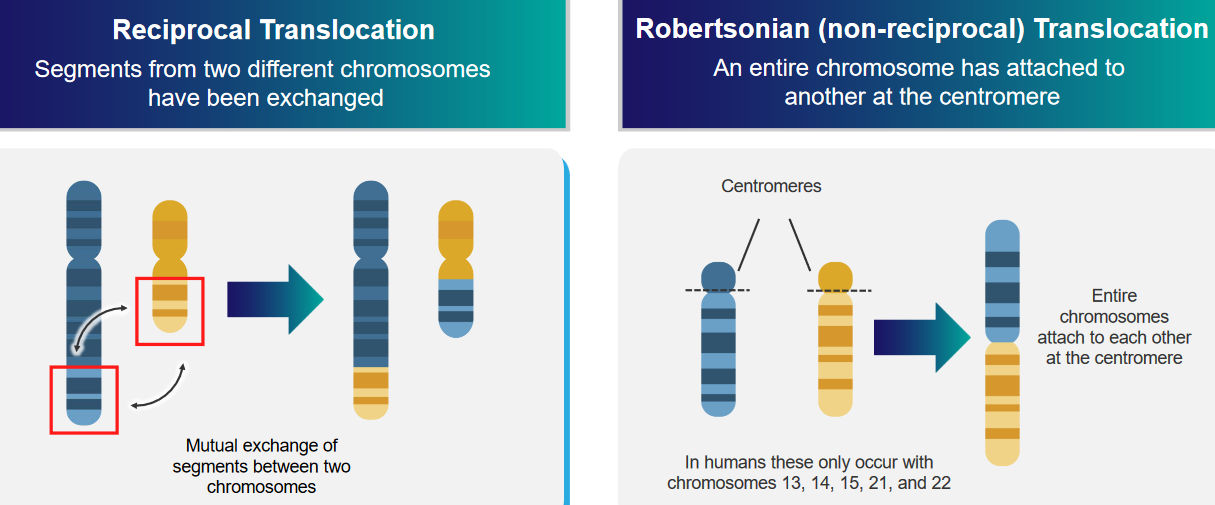 Reciprocal Translocation
Segments from two different chromosomes
have been exchanged
Mutual exchange of
segments between two
chromosomes
Robertsonian (non-reciprocal) Translocation
An entire chromosome has attached to
another at the centromere
Centromeres
Entire
chromosomes
attach to each other
at the centromere
In humans these only occur with
chromosomes 13, 14, 15, 21, and 22